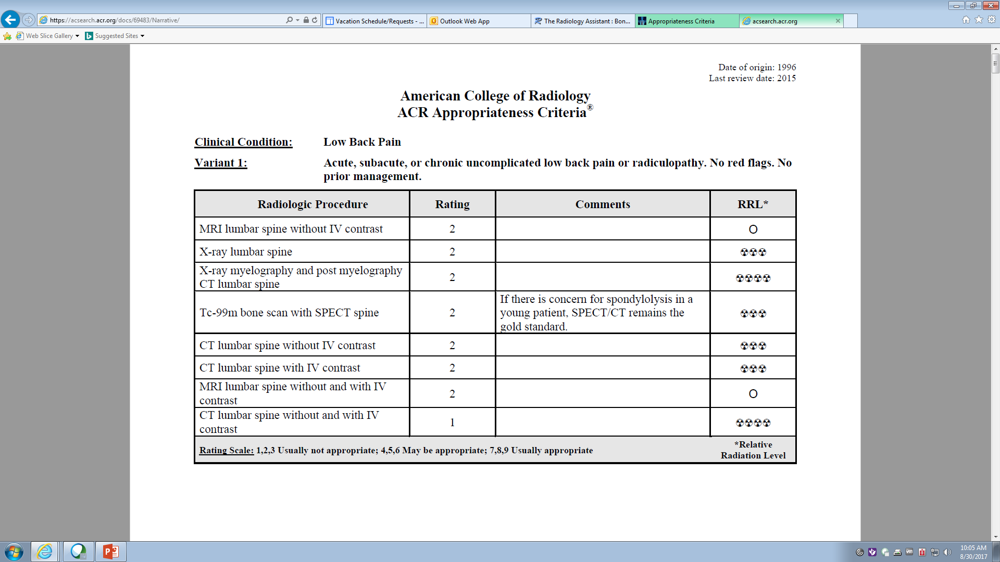 https://acsearch.acr.org/docs/69483/Narrative/
Vacation Schedule/Requests - ...
Outlook Web App
The Radiology Assistant : Bon...
Appropriateness Criteria
acsearch.acr.org
Web Slice Gallery
Suggested Sites
Date of origin: 1996
Last review date: 2015
American College of Radiology
ACR Appropriateness Criteria®
Clinical Condition: Low Back Pain
Variant 1: Acute, subacute, or chronic uncomplicated low back pain or radiculopathy. No red flags. No
prior management.
Radiologic Procedure Rating Comments RRL*
MRI lumbar spine without IV contrast 2 O
X-ray lumbar spine 2 ☢☢☢
X-ray myelography and post myelography
CT lumbar spine 2 ☢☢☢☢
Tc-99m bone scan with SPECT spine 2 If there is concern for spondylolysis in a
young patient, SPECT/CT remains the
gold standard. ☢☢☢
CT lumbar spine without IV contrast 2 ☢☢☢
CT lumbar spine with IV contrast 2 ☢☢☢
MRI lumbar spine without and with IV
contrast 2 O
CT lumbar spine without and with IV
contrast 1 ☢☢☢☢
Rating Scale: 1,2,3 Usually not appropriate; 4,5,6 May be appropriate; 7,8,9 Usually appropriate
*Relative
Radiation Level
10:05 AM
8/30/2017